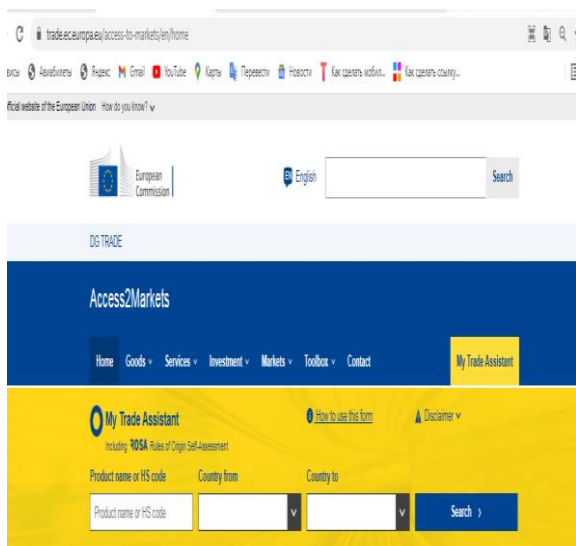 trade.ec.europa.eu/access-to-markets/en/home
Авиабилеты Яндекс Gmail YouTube Карты Перевести Новости Как сделать мобил... Как сделать ссылку...
official website of the European Union How do you know?
European
Commission
EN English Search
DG TRADE
Access2Markets
Home Goods Services Investment Markets Toolbox Contact My Trade Assistant
My Trade Assistant How to use this form Disclaimer
Including ROSA Rules of Origin Self-Assessment
Product name or HS code Country from Country to
Product name or HS code Search